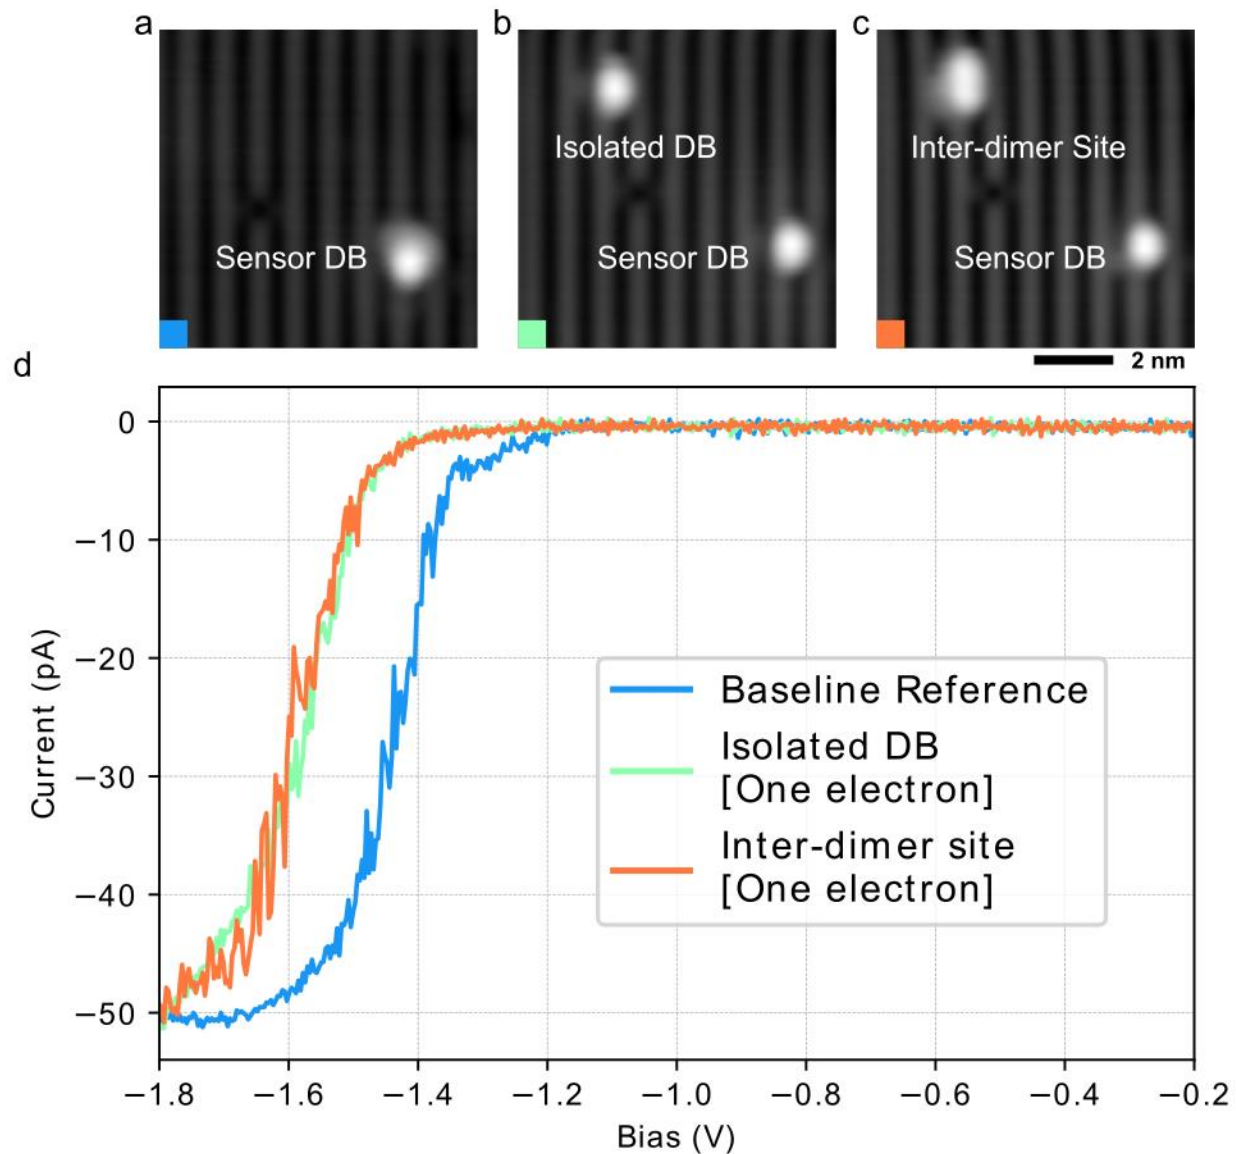 a
b
c
Sensor DB
Isolated DB
Sensor DB
Inter-dimer Site
Sensor DB
2 nm
d
0
−10
−20
−30
−40
−50
Current (pA)
Baseline Reference
Isolated DB
[One electron]
Inter-dimer site
[One electron]
−1.8
−1.6
−1.4
−1.2
−1.0
−0.8
−0.6
−0.4
−0.2
Bias (V)